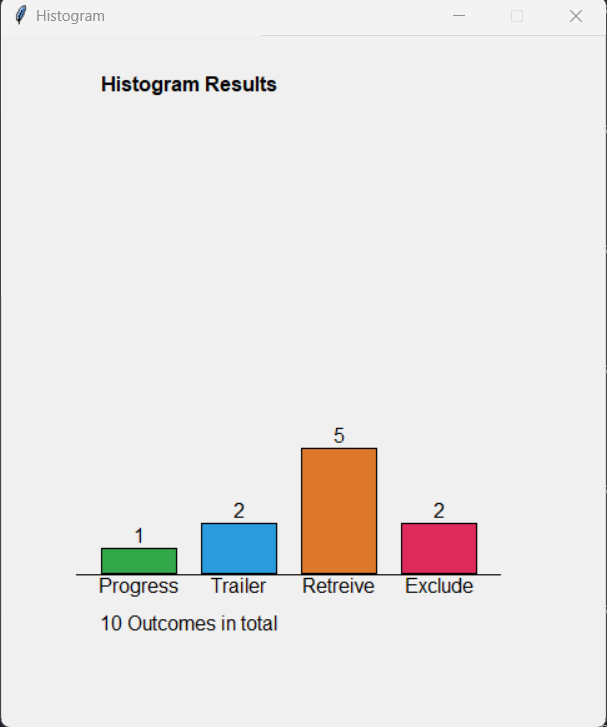 Histogram
Histogram Results
5
2 2
1
Progress Trailer Retreive Exclude
10 Outcomes in total